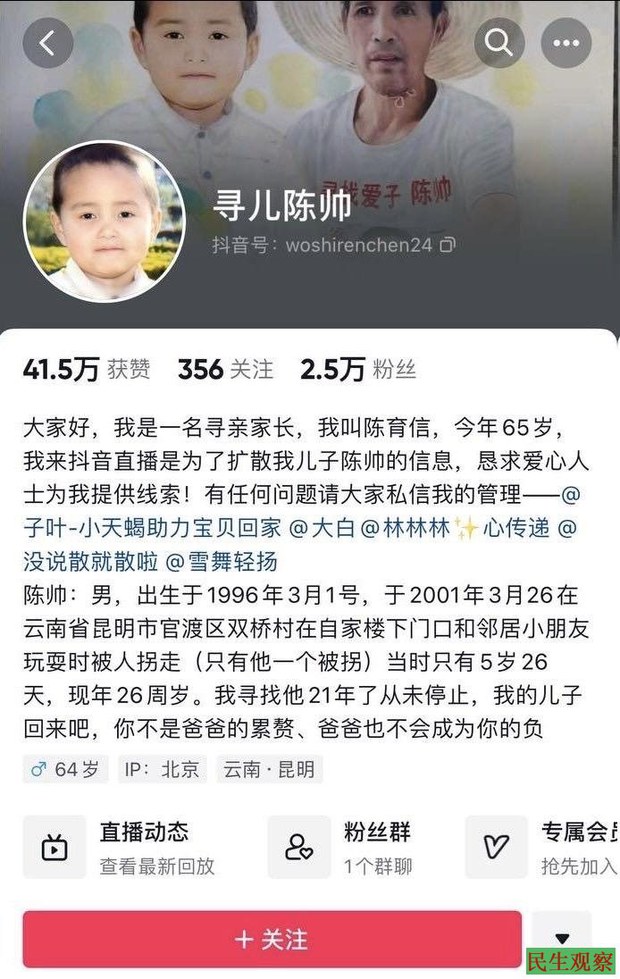 寻找爱子 陈帅
寻儿陈帅
抖音号：woshirenchen24
41.5万 获赞 356 关注 2.5万 粉丝
大家好，我是一名寻亲家长，我叫陈育信，今年65岁，
我来抖音直播是为了扩散我儿子陈帅的信息，恳求爱心人
士为我提供线索！有任何问题请大家私信我的管理——@
子叶-小天蝎助力宝贝回家 @大白@林林林✨心传递 @
没说散就散啦 @雪舞轻扬
陈帅：男，出生于1996年3月1号，于2001年3月26在
云南省昆明市官渡区双桥村在自家楼下门口和邻居小朋友
玩耍时被人拐走（只有他一个被拐）当时只有5岁26
天，现年26周岁。我寻找他21年了从未停止，我的儿子
回来吧，你不是爸爸的累赘、爸爸也不会成为你的负
♂ 64岁 IP：北京 云南·昆明
直播动态 粉丝群 专属会员
查看最新回放 1个群聊 抢先加入
+ 关注
民生观察